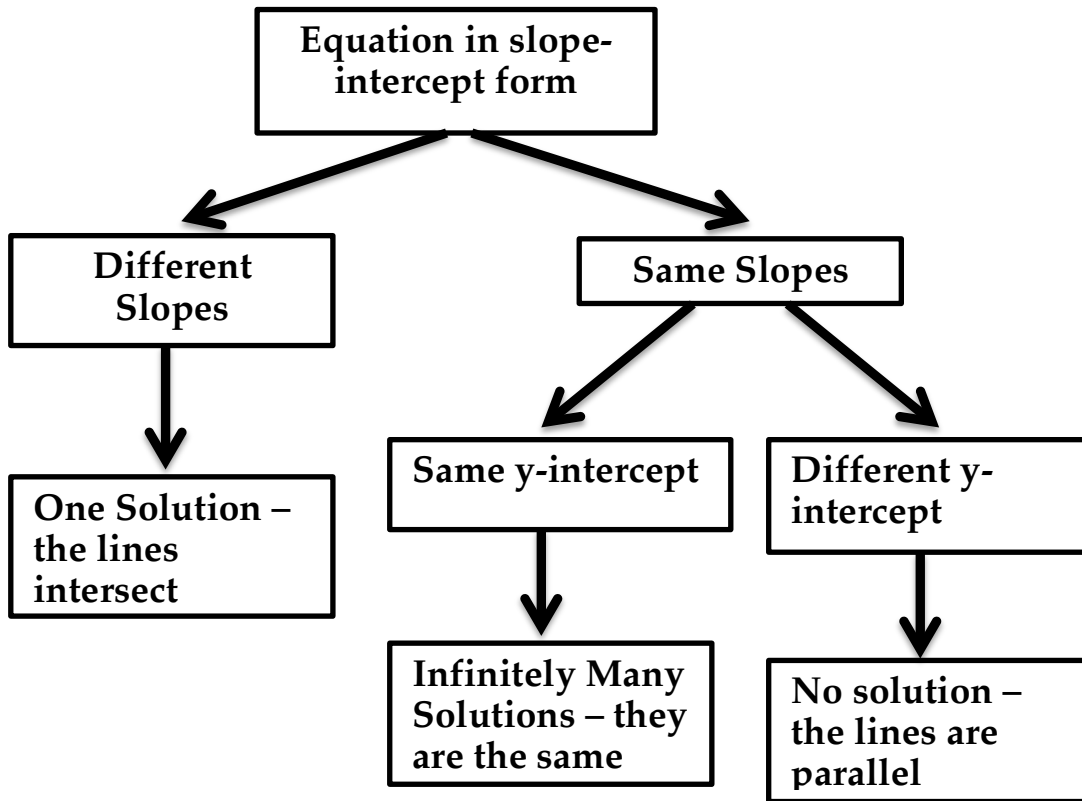 Equation in slope-
intercept form
Different
Slopes
Same Slopes
Same y-intercept
Different y-
intercept
One Solution –
the lines
intersect
Infinitely Many
Solutions – they
are the same
No solution –
the lines are
parallel